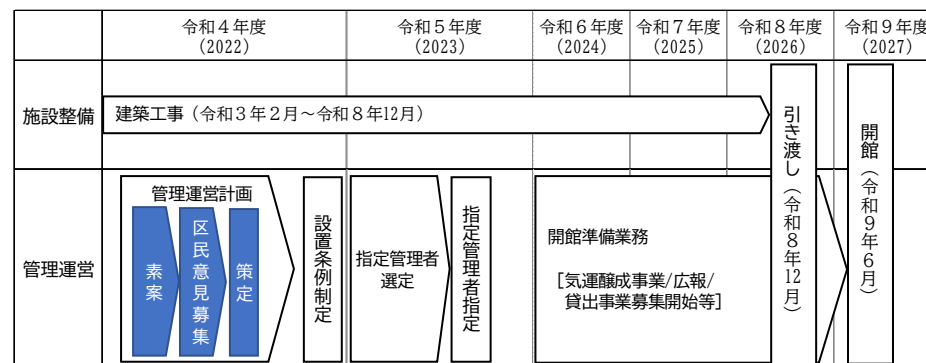 令和４年度
（2022）
令和５年度
（2023）
令和６年度
（2024）
令和７年度
（2025）
令和８年度
（2026）
令和９年度
（2027）
施設整備
建築工事（令和３年２月～令和８年12月）
引き渡し（令和８年12月）
開館（令和９年６月）
管理運営
管理運営計画
素案
区民意見募集
策定
設置条例制定
指定管理者
選定
指定管理者指定
開館準備業務
［気運醸成事業/広報/
貸出事業募集開始等］